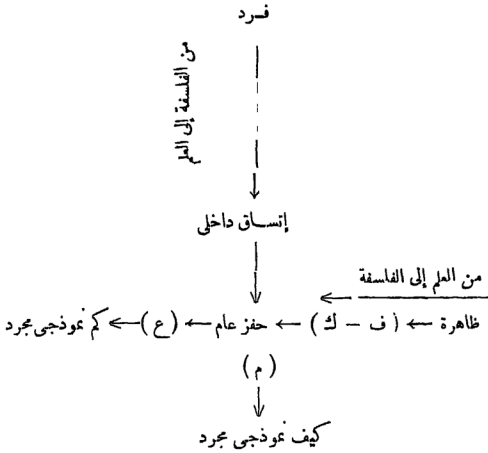 فرد
من الفلسفة إلى العلم
إتساق داخلى
من العلم إلى الفلسفة
ظاهرة ← ( ف – ك ) ← حفز عام ← ( ع ) ← كم نموذجى مجرد
( م )
كيف نموذجى مجرد